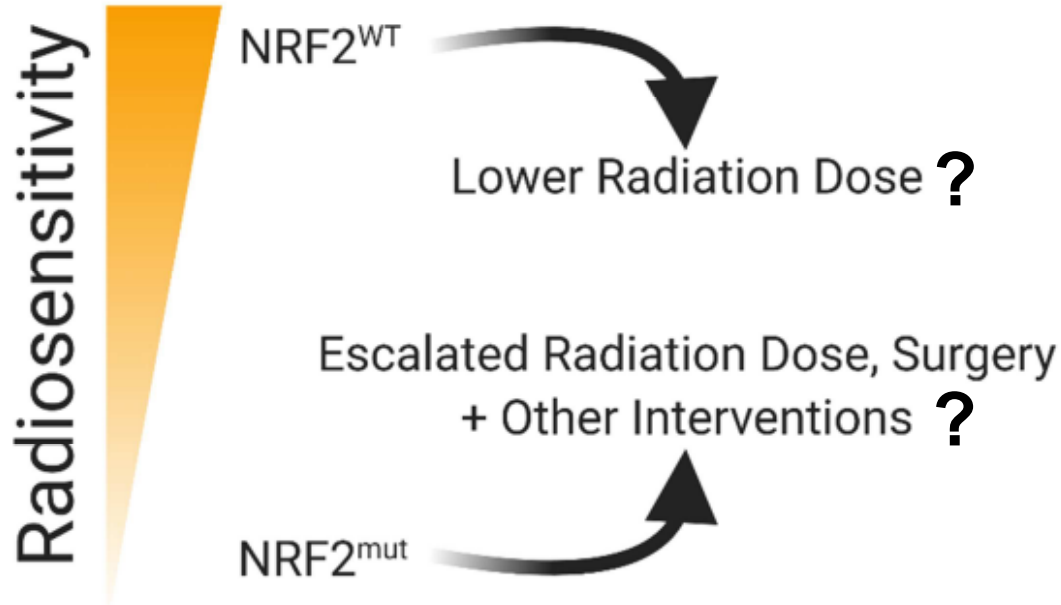 Radiosensitivity
NRF2ᵂᵀ
Lower Radiation Dose ?
Escalated Radiation Dose, Surgery
+ Other Interventions ?
NRF2ᵐᵘᵗ